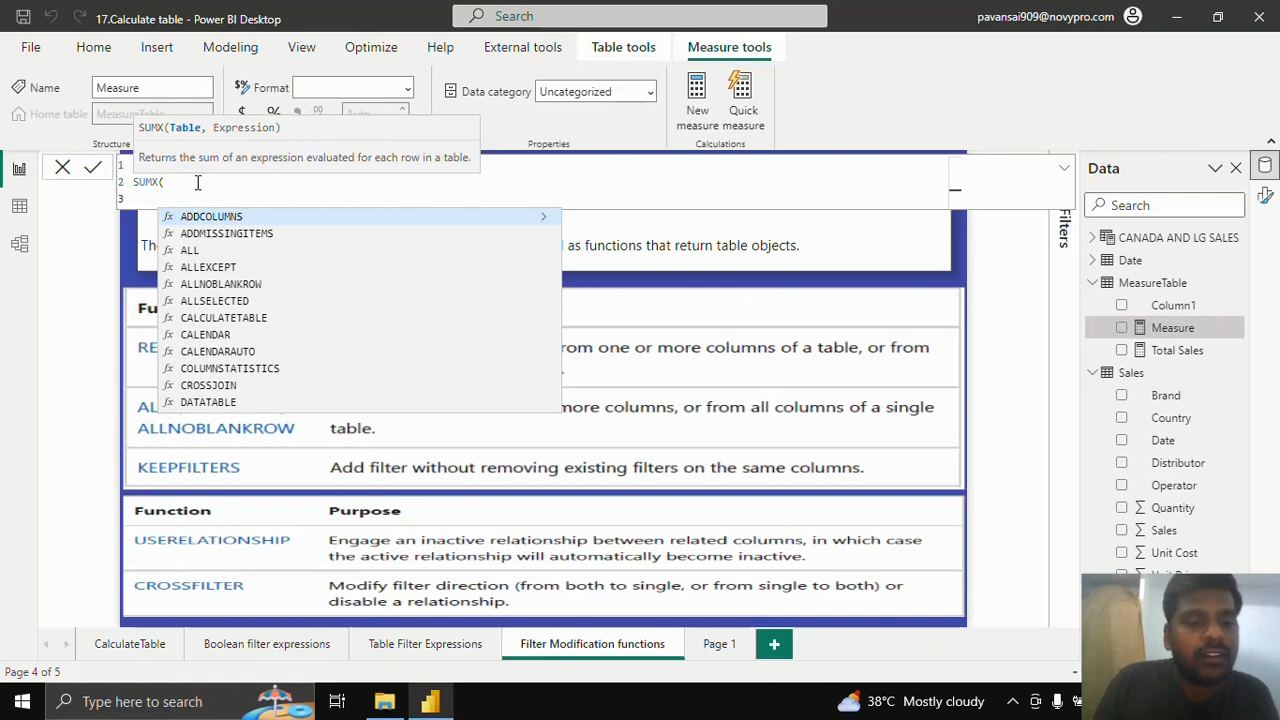 17.Calculate table - Power BI Desktop
Search
pavansai909@novypro.com
File
Home
Insert
Modeling
View
Optimize
Help
External tools
Table tools
Measure tools
Name
Measure
Format
Data category
Uncategorized
Home table
MeasureTable
$
%
Auto
New
measure
Quick
measure
Structure
Properties
Calculations
SUMX(Table, Expression)
Returns the sum of an expression evaluated for each row in a table.
1
2 SUMX(
3
ADDCOLUMNS
ADDMISSINGITEMS
ALL
ALLEXCEPT
ALLNOBLANKROW
ALLSELECTED
CALCULATETABLE
CALENDAR
CALENDARAUTO
COLUMNSTATISTICS
CROSSJOIN
DATATABLE
as functions that return table objects.
from one or more columns of a table, or from
more columns, or from all columns of a single
ALLNOBLANKROW table.
KEEPFILTERS Add filter without removing existing filters on the same columns.
Function Purpose
USERELATIONSHIP Engage an inactive relationship between related columns, in which case
the active relationship will automatically become inactive.
CROSSFILTER Modify filter direction (from both to single, or from single to both) or
disable a relationship.
Filters
Data
Search
CANADA AND LG SALES
Date
MeasureTable
Column1
Measure
Total Sales
Sales
Brand
Country
Date
Distributor
Operator
Quantity
Sales
Unit Cost
CalculateTable
Boolean filter expressions
Table Filter Expressions
Filter Modification functions
Page 1
Page 4 of 5
Type here to search
38°C Mostly cloudy